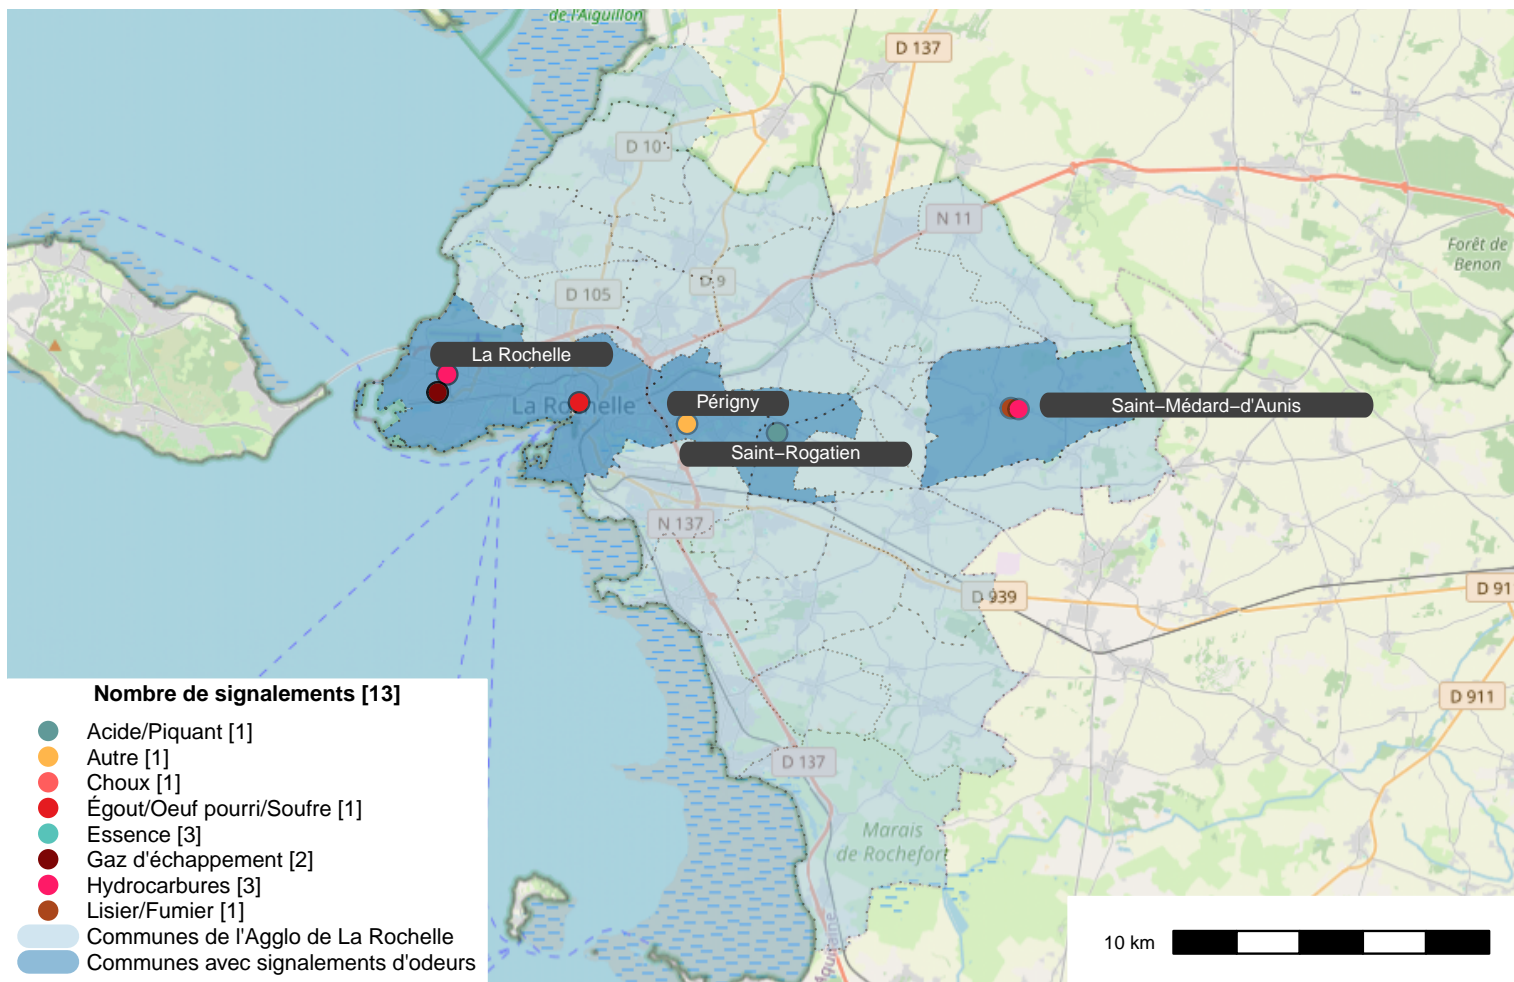 de l'Aiguillon
D 137
D 10
N 11
Forêt de
Benon
D 9
D 105
La Rochelle
La Rochelle
Périgny
Saint–Médard–d'Aunis
Saint–Rogatien
N 137
D 939
D 91
D 911
D 137
Marais
de Rochefort
Aquitaine
Nombre de signalements [13]
Acide/Piquant [1]
Autre [1]
Choux [1]
Égout/Oeuf pourri/Soufre [1]
Essence [3]
Gaz d'échappement [2]
Hydrocarbures [3]
Lisier/Fumier [1]
Communes de l'Agglo de La Rochelle
Communes avec signalements d'odeurs
10 km